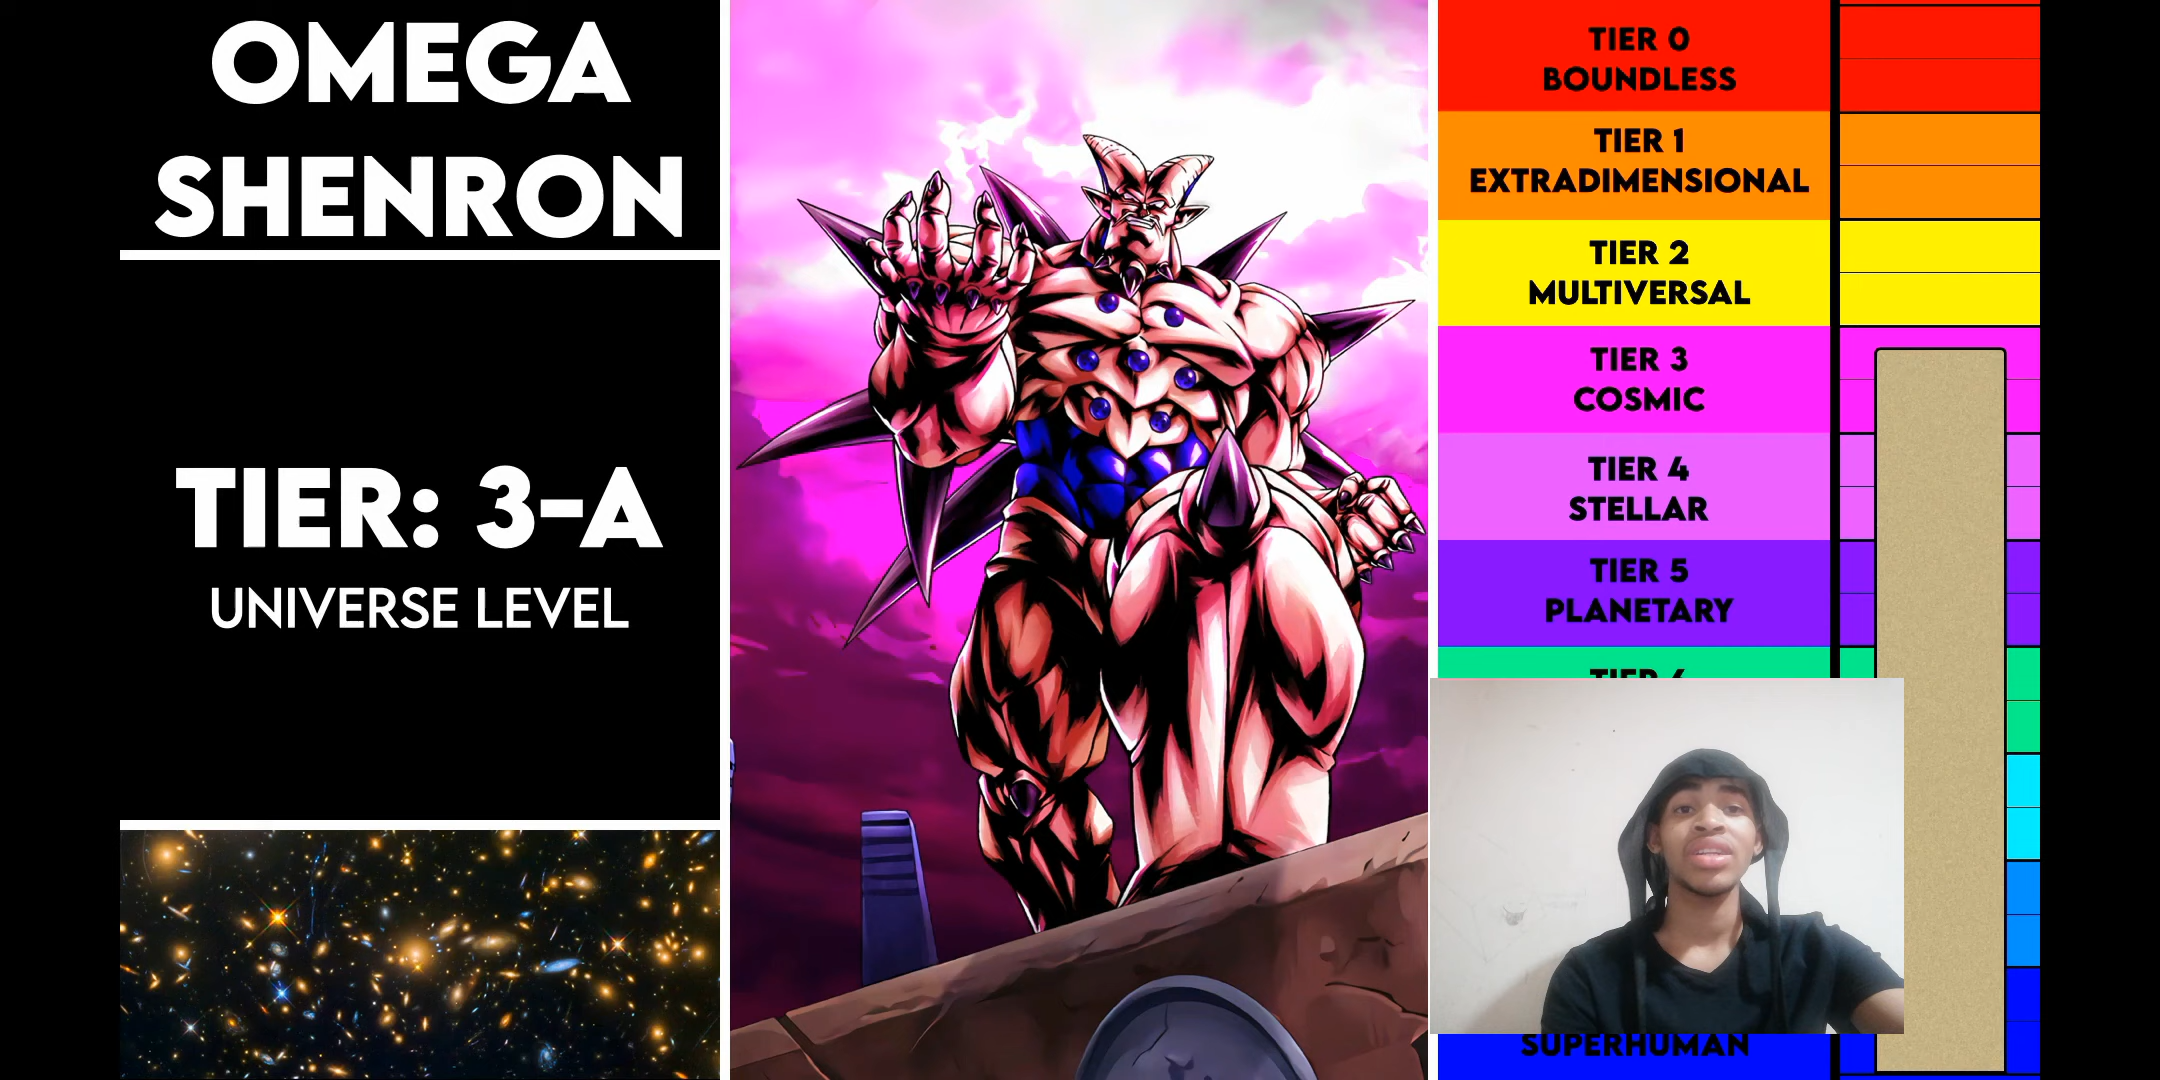 OMEGA
SHENRON
TIER: 3-A
UNIVERSE LEVEL
TIER 0
BOUNDLESS
TIER 1
EXTRADIMENSIONAL
TIER 2
MULTIVERSAL
TIER 3
COSMIC
TIER 4
STELLAR
TIER 5
PLANETARY
SUPERHUMAN